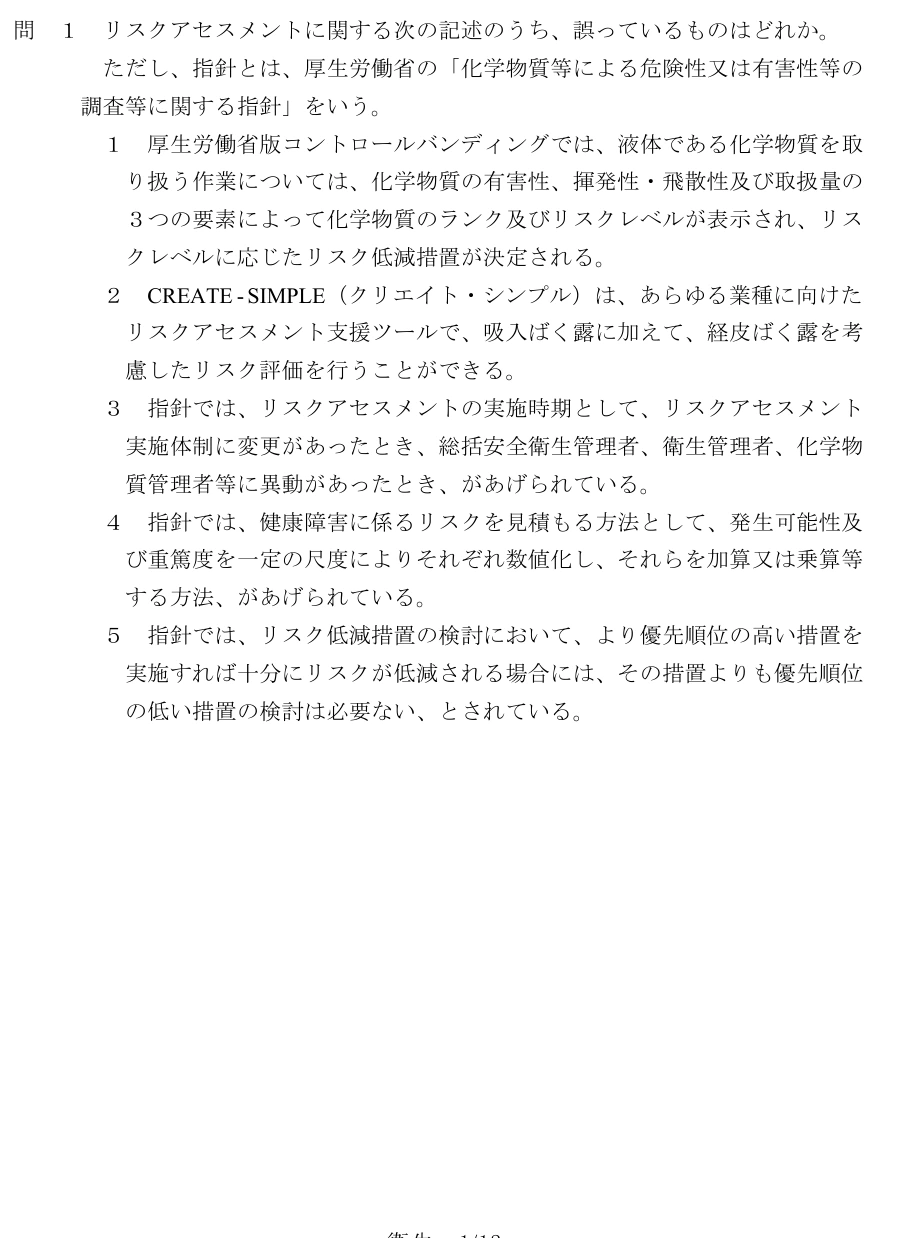 問　１　リスクアセスメントに関する次の記述のうち、誤っているものはどれか。
ただし、指針とは、厚生労働省の「化学物質等による危険性又は有害性等の
調査等に関する指針」をいう。
１　厚生労働省版コントロールバンディングでは、液体である化学物質を取
り扱う作業については、化学物質の有害性、揮発性・飛散性及び取扱量の
３つの要素によって化学物質のランク及びリスクレベルが表示され、リス
クレベルに応じたリスク低減措置が決定される。
２　CREATE-SIMPLE（クリエイト・シンプル）は、あらゆる業種に向けた
リスクアセスメント支援ツールで、吸入ばく露に加えて、経皮ばく露を考
慮したリスク評価を行うことができる。
３　指針では、リスクアセスメントの実施時期として、リスクアセスメント
実施体制に変更があったとき、総括安全衛生管理者、衛生管理者、化学物
質管理者等に異動があったとき、があげられている。
４　指針では、健康障害に係るリスクを見積もる方法として、発生可能性及
び重篤度を一定の尺度によりそれぞれ数値化し、それらを加算又は乗算等
する方法、があげられている。
５　指針では、リスク低減措置の検討において、より優先順位の高い措置を
実施すれば十分にリスクが低減される場合には、その措置よりも優先順位
の低い措置の検討は必要ない、とされている。